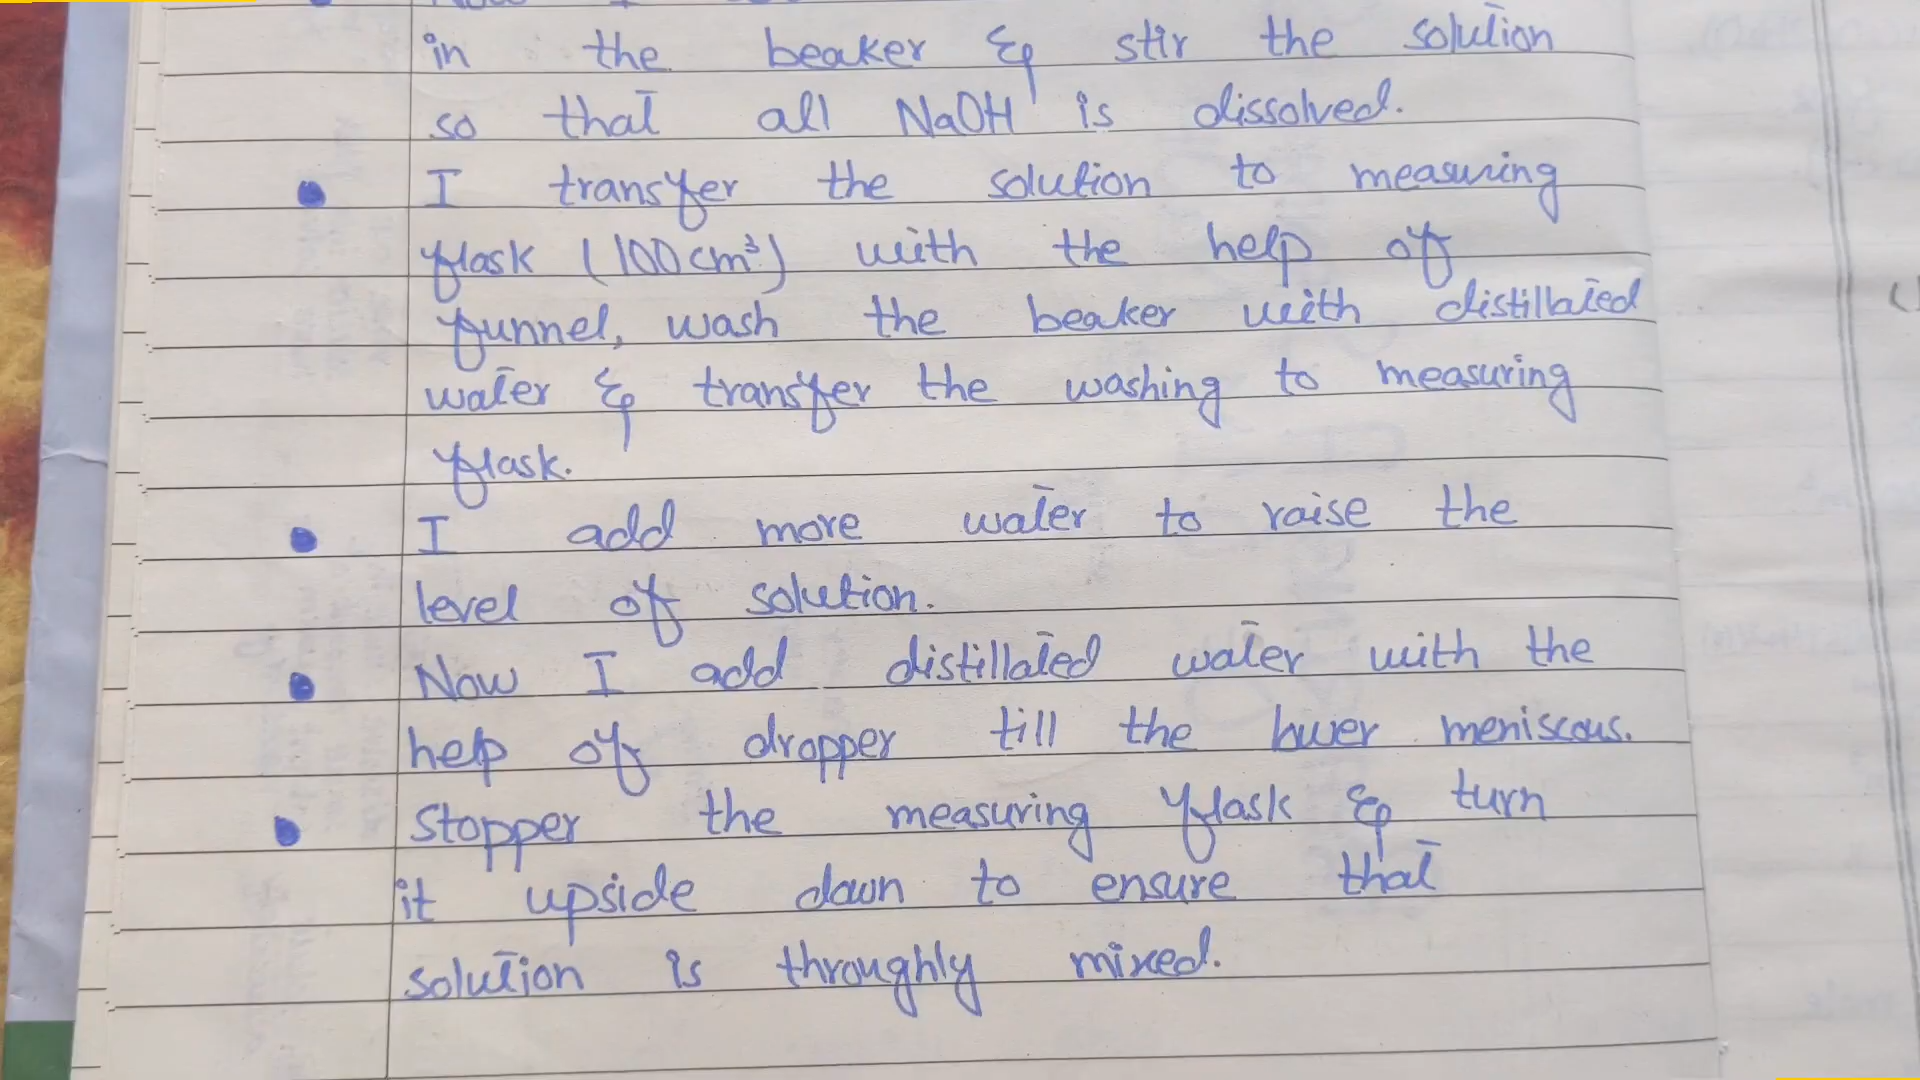 in the beaker & stir the solution
so that all NaOH is dissolved.
• I transfer the solution to measuring
flask (100cm³) with the help of
funnel, wash the beaker with distillated
water & transfer the washing to measuring
flask.
• I add more water to raise the
level of solution.
• Now I add distillated water with the
help of dropper till the lower meniscous.
• Stopper the measuring flask & turn
it upside down to ensure that
solution is throughly mixed.